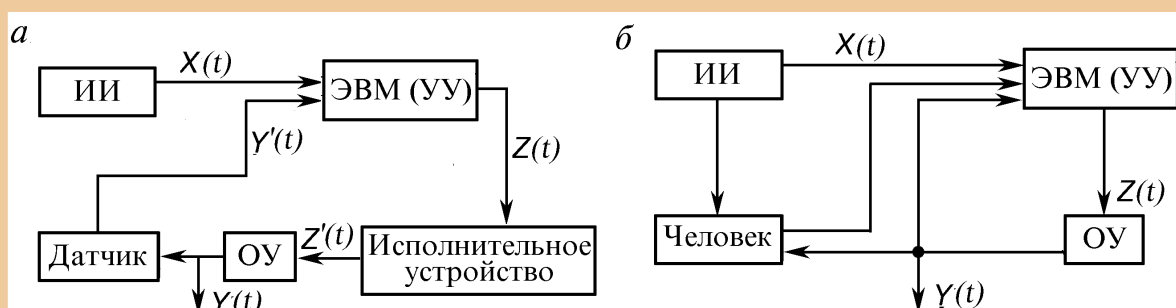 а
ИИ
X(t)
ЭВМ (УУ)
Y'(t)
Z(t)
Датчик
ОУ
Z'(t)
Исполнительное
устройство
Y(t)
б
ИИ
X(t)
ЭВМ (УУ)
Z(t)
Человек
ОУ
Y(t)